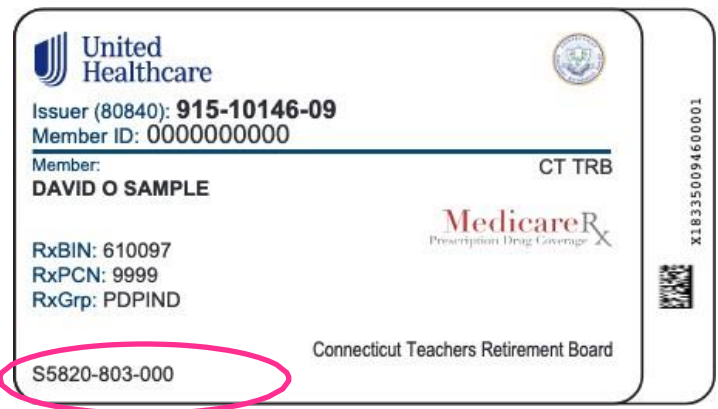 United
Healthcare
Issuer (80840): 915-10146-09
Member ID: 0000000000
Member: CT TRB
DAVID O SAMPLE
MedicareRx
Prescription Drug Coverage
RxBIN: 610097
RxPCN: 9999
RxGrp: PDPIND
Connecticut Teachers Retirement Board
S5820-803-000
X183350094600001